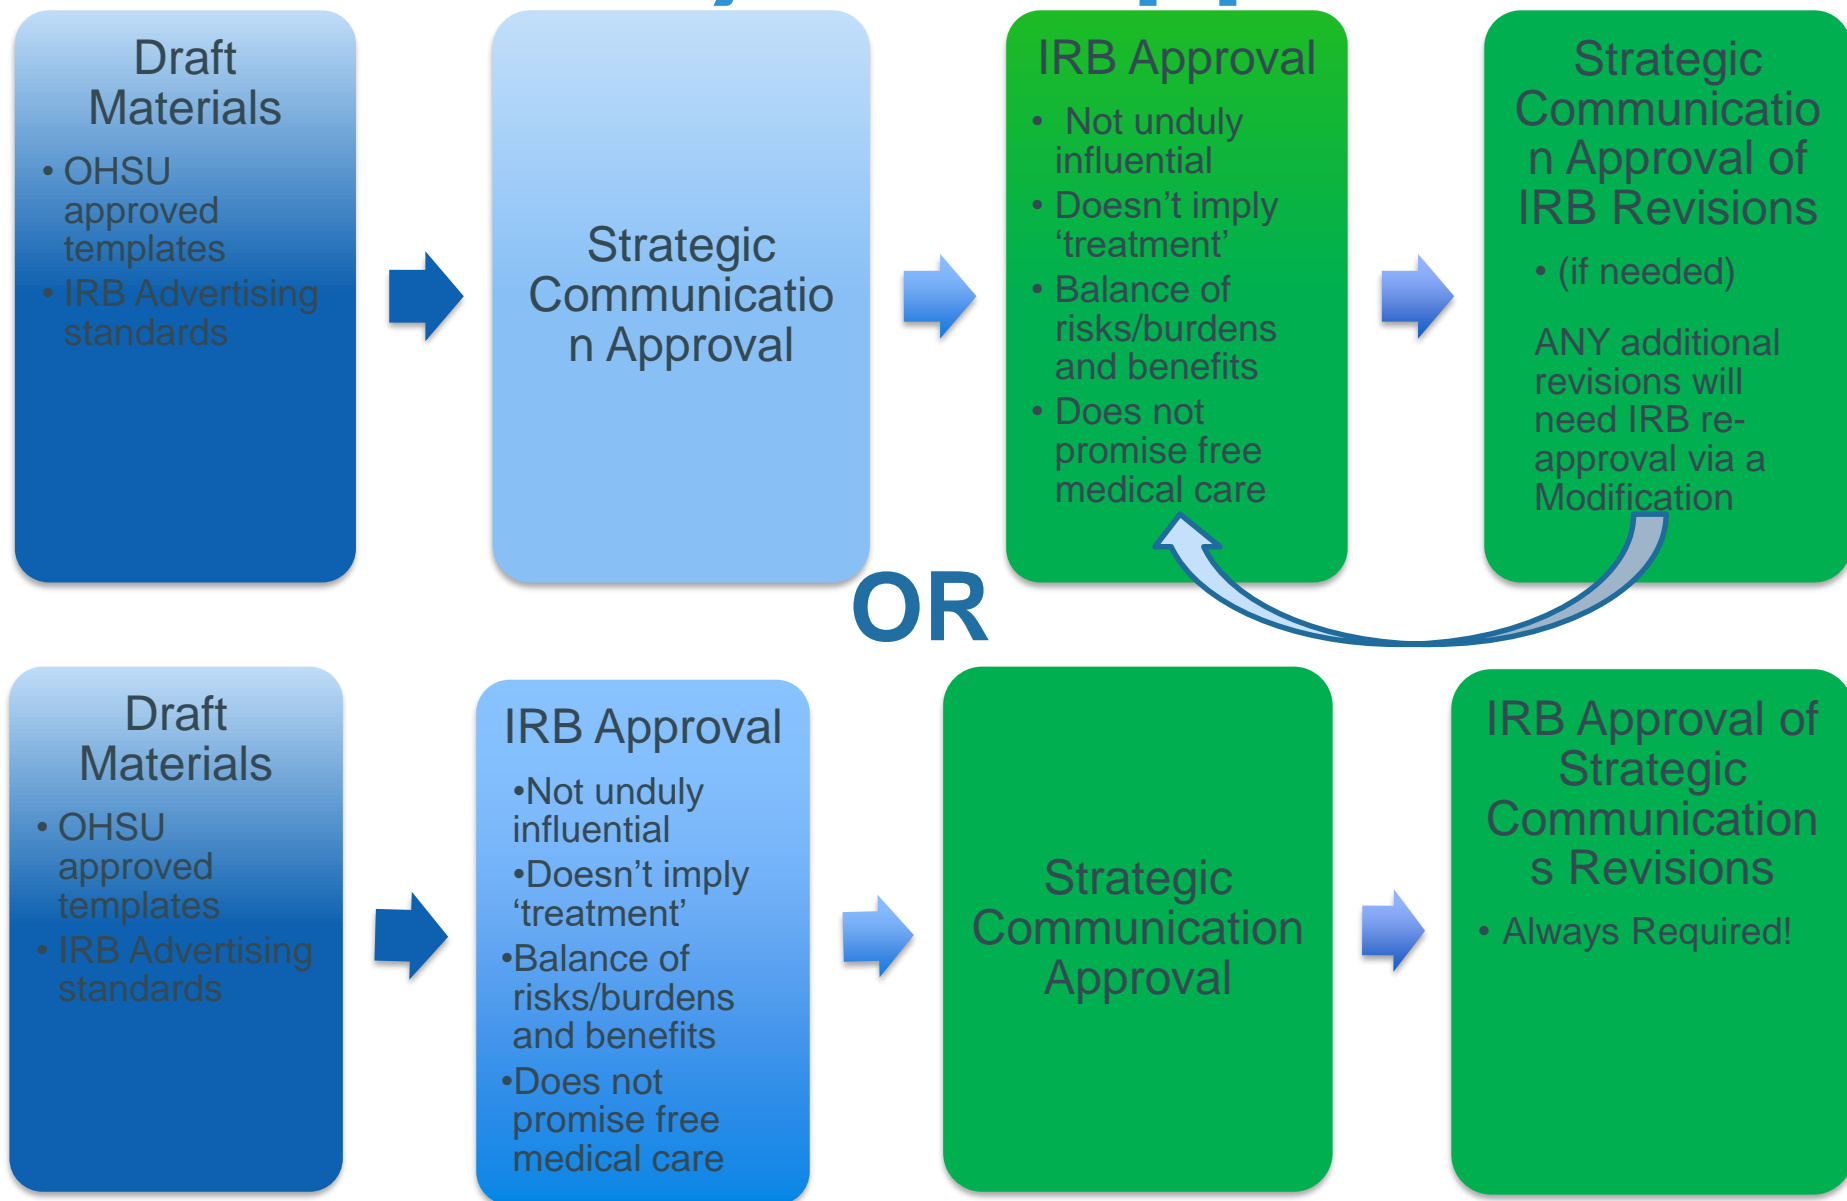 Draft
Materials
• OHSU
approved
templates
• IRB Advertising
standards
Strategic
Communicatio
n Approval
IRB Approval
• Not unduly
influential
• Doesn’t imply
‘treatment’
• Balance of
risks/burdens
and benefits
• Does not
promise free
medical care
Strategic
Communicatio
n Approval of
IRB Revisions
• (if needed)
ANY additional
revisions will
need IRB re-
approval via a
Modification
OR
Draft
Materials
• OHSU
approved
templates
• IRB Advertising
standards
IRB Approval
•Not unduly
influential
•Doesn’t imply
‘treatment’
•Balance of
risks/burdens
and benefits
•Does not
promise free
medical care
Strategic
Communication
Approval
IRB Approval of
Strategic
Communication
s Revisions
• Always Required!